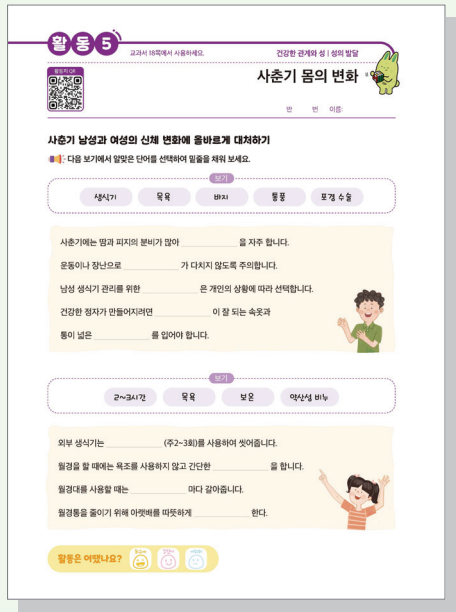 활동5
교과서 18쪽에서 사용하세요.
건강한 관계와 성 | 성의 발달
활동지 QR
사춘기 몸의 변화
반 번 이름:
사춘기 남성과 여성의 신체 변화에 올바르게 대처하기
다음 보기에서 알맞은 단어를 선택하여 밑줄을 채워 보세요.
보기
생식기 목욕 바지 통풍 포경 수술
사춘기에는 땀과 피지의 분비가 많아 ____________ 을 자주 합니다.
운동이나 장난으로 ____________ 가 다치지 않도록 주의합니다.
남성 생식기 관리를 위한 ____________ 은 개인의 상황에 따라 선택합니다.
건강한 정자가 만들어지려면 ____________ 이 잘 되는 속옷과
통이 넓은 ____________ 를 입어야 합니다.
보기
2~3시간 목욕 보온 약산성 비누
외부 생식기는 ____________ (주2~3회)를 사용하여 씻어줍니다.
월경을 할 때에는 욕조를 사용하지 않고 간단한 ____________ 을 합니다.
월경대를 사용할 때는 ____________ 마다 갈아줍니다.
월경통을 줄이기 위해 아랫배를 따뜻하게 ____________ 한다.
활동은 어땠나요?